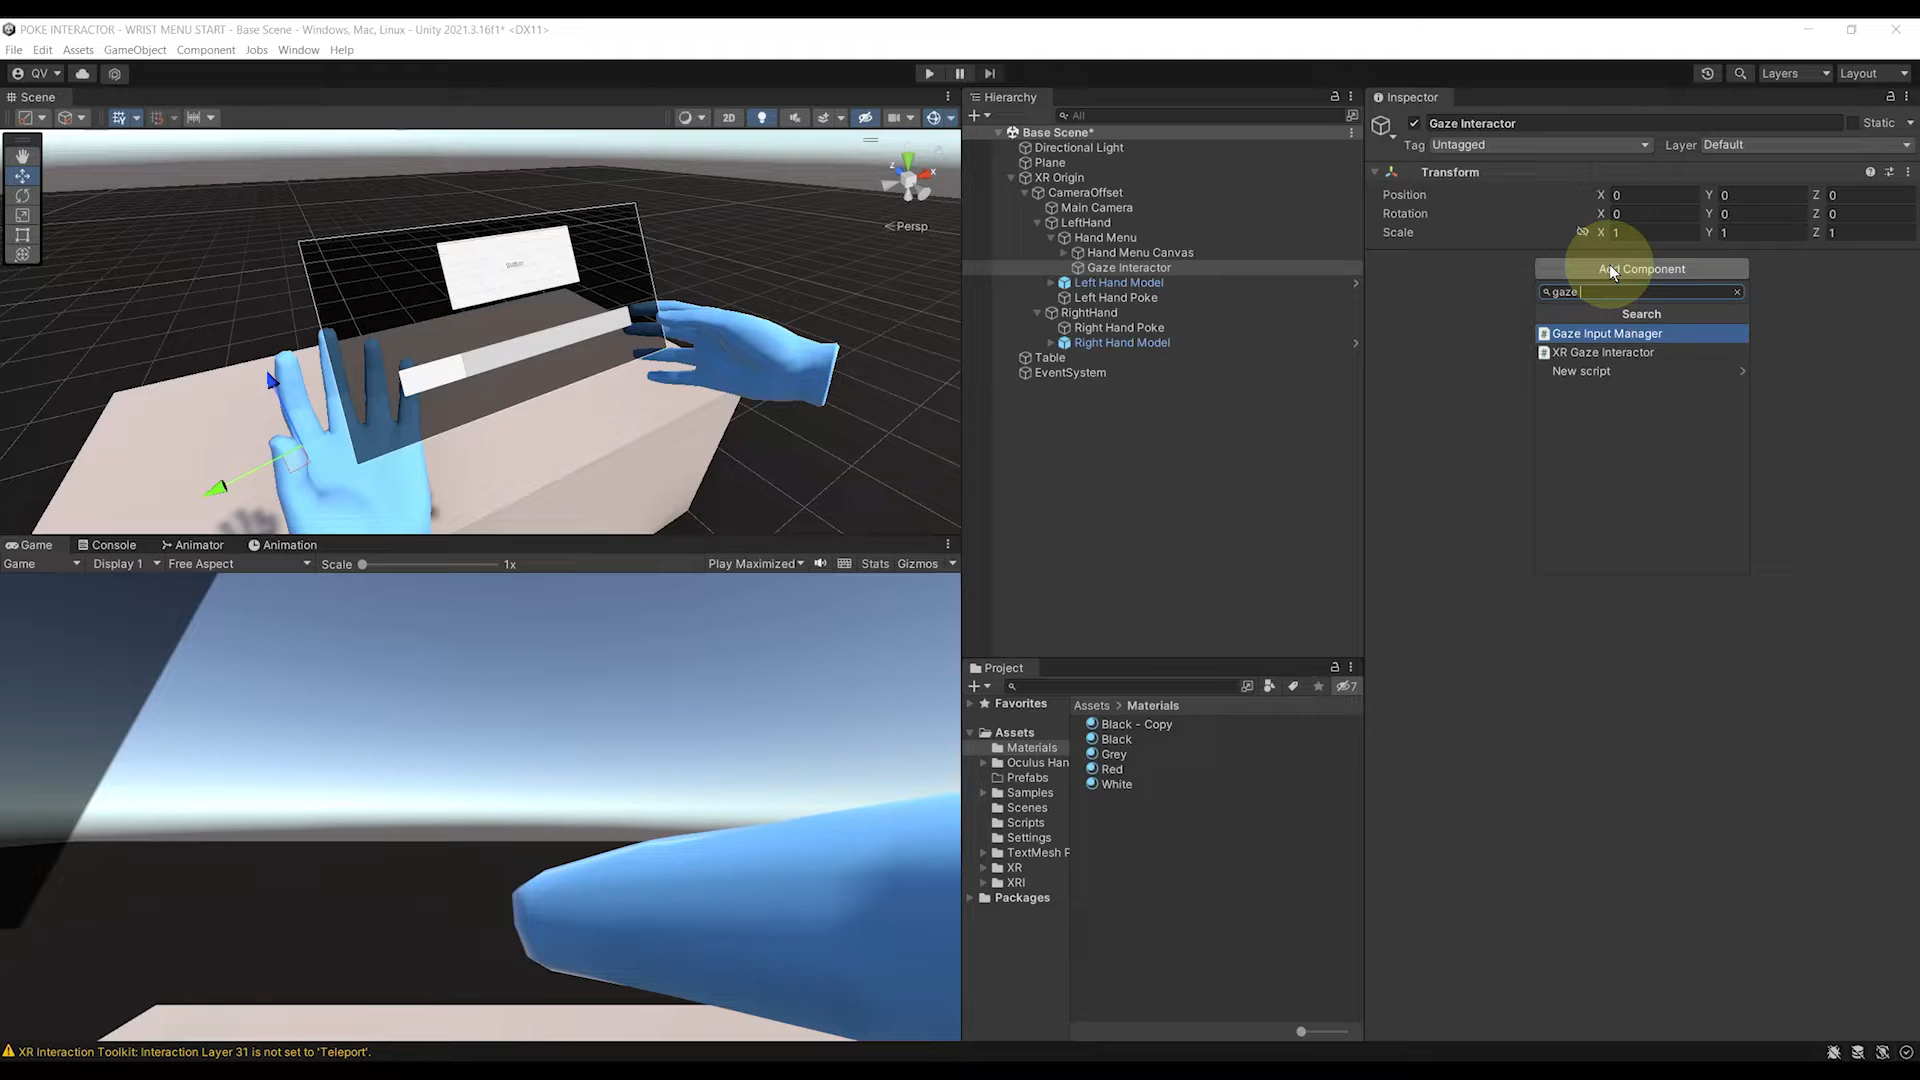 POKE INTERACTOR - WRIST MENU START - Base Scene - Windows, Mac, Linux - Unity 2021.3.16f1* <DX11>
File Edit Assets GameObject Component Jobs Window Help
QV Layers Layout
Scene
2D
z x
Persp
Button
Hierarchy
All
Base Scene*
Directional Light
Plane
XR Origin
CameraOffset
Main Camera
LeftHand
Hand Menu
Hand Menu Canvas
Gaze Interactor
Left Hand Model
Left Hand Poke
RightHand
Right Hand Poke
Right Hand Model
Table
EventSystem
Inspector
Gaze Interactor Static
Tag Untagged Layer Default
Transform
Position X 0 Y 0 Z 0
Rotation X 0 Y 0 Z 0
Scale X 1 Y 1 Z 1
Add Component
gaze
Search
Gaze Input Manager
XR Gaze Interactor
New script
Game Console Animator Animation
Game Display 1 Free Aspect Scale 1x Play Maximized Stats Gizmos
Project
7
Favorites
Assets
Materials
Oculus Han
Prefabs
Samples
Scenes
Scripts
Settings
TextMesh P
XR
XRI
Packages
Assets > Materials
Black - Copy
Black
Grey
Red
White
XR Interaction Toolkit: Interaction Layer 31 is not set to 'Teleport'.